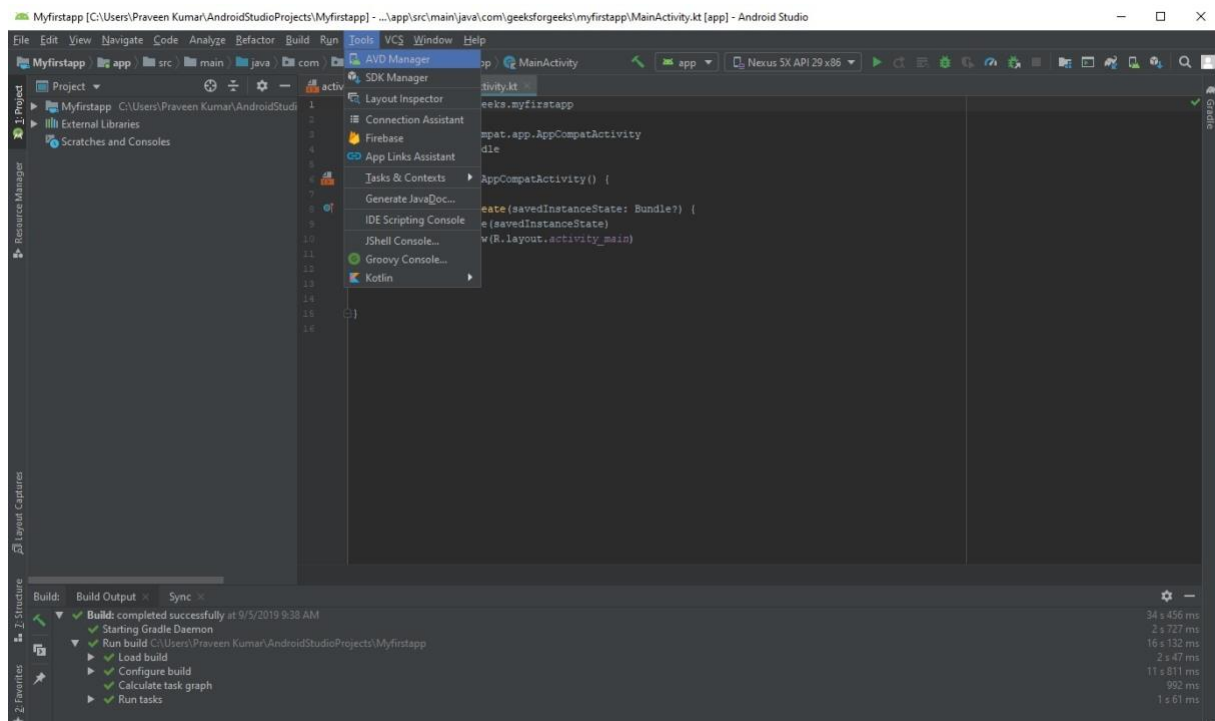 Myfirstapp [C:\Users\Praveen Kumar\AndroidStudioProjects\Myfirstapp] - ...\app\src\main\java\com\geeksforgeeks\myfirstapp\MainActivity.kt [app] - Android Studio
File Edit View Navigate Code Analyze Refactor Build Run Tools VCS Window Help
Myfirstapp app src main java com MainActivity app Nexus 5X API 29 x86
AVD Manager
SDK Manager
Layout Inspector
Connection Assistant
Firebase
App Links Assistant
Tasks & Contexts
Generate JavaDoc...
IDE Scripting Console
JShell Console...
Groovy Console...
Kotlin
1: Project
Resource Manager
Layout Captures
Z: Structure
2: Favorites
Gradle
Project
Myfirstapp C:\Users\Praveen Kumar\AndroidStudi
External Libraries
Scratches and Consoles
activ tivity.kt
1 eeks.myfirstapp
2
3 mpat.app.AppCompatActivity
4 dle
5
6 AppCompatActivity() {
7
8 eate(savedInstanceState: Bundle?) {
9 e(savedInstanceState)
10 w(R.layout.activity_main)
11
12
13
14
15 }
16
Build: Build Output Sync
Build: completed successfully at 9/5/2019 9:38 AM 34 s 456 ms
Starting Gradle Daemon 2 s 727 ms
Run build C:\Users\Praveen Kumar\AndroidStudioProjects\Myfirstapp 16 s 132 ms
Load build 2 s 47 ms
Configure build 11 s 811 ms
Calculate task graph 992 ms
Run tasks 1 s 61 ms